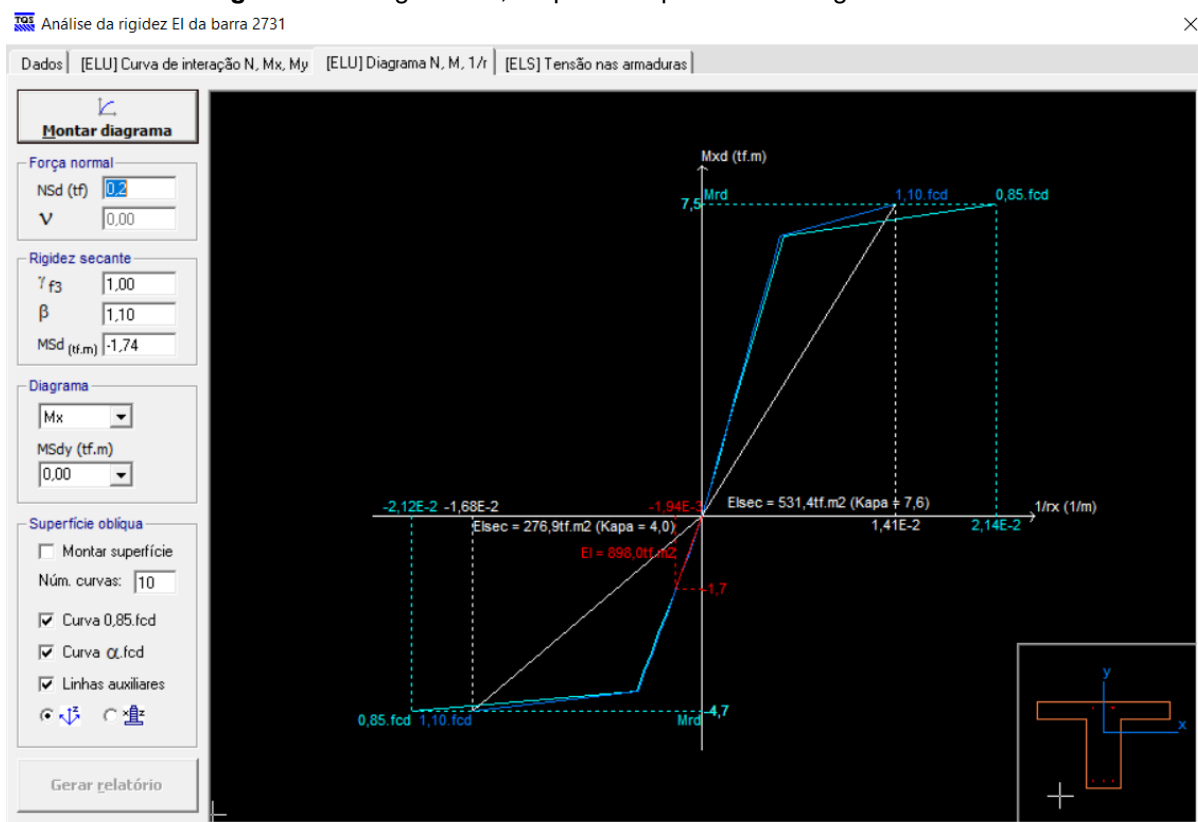 TQS Análise da rigidez EI da barra 2731
Dados
[ELU] Curva de interação N, Mx, My
[ELU] Diagrama N, M, 1/r
[ELS] Tensão nas armaduras
Montar diagrama
Força normal
NSd (tf) 0,2
ν 0,00
Rigidez secante
γ f3 1,00
β 1,10
MSd (tf.m) -1,74
Diagrama
Mx
MSdy (tf.m)
0,00
Superfície oblíqua
Montar superfície
Núm. curvas: 10
Curva 0,85.fcd
Curva α.fcd
Linhas auxiliares
z
x z
Gerar relatório
Mxd (tf.m)
7,5
Mrd
1,10.fcd
0,85.fcd
-2,12E-2
-1,68E-2
-1,94E-3
EIsec = 531,4tf.m2 (Kapa = 7,6)
1/rx (1/m)
EIsec = 276,9tf.m2 (Kapa = 4,0)
1,41E-2
2,14E-2
EI = 898,0tf.m2
-1,7
0,85.fcd
1,10.fcd
Mrd
-4,7
y
x